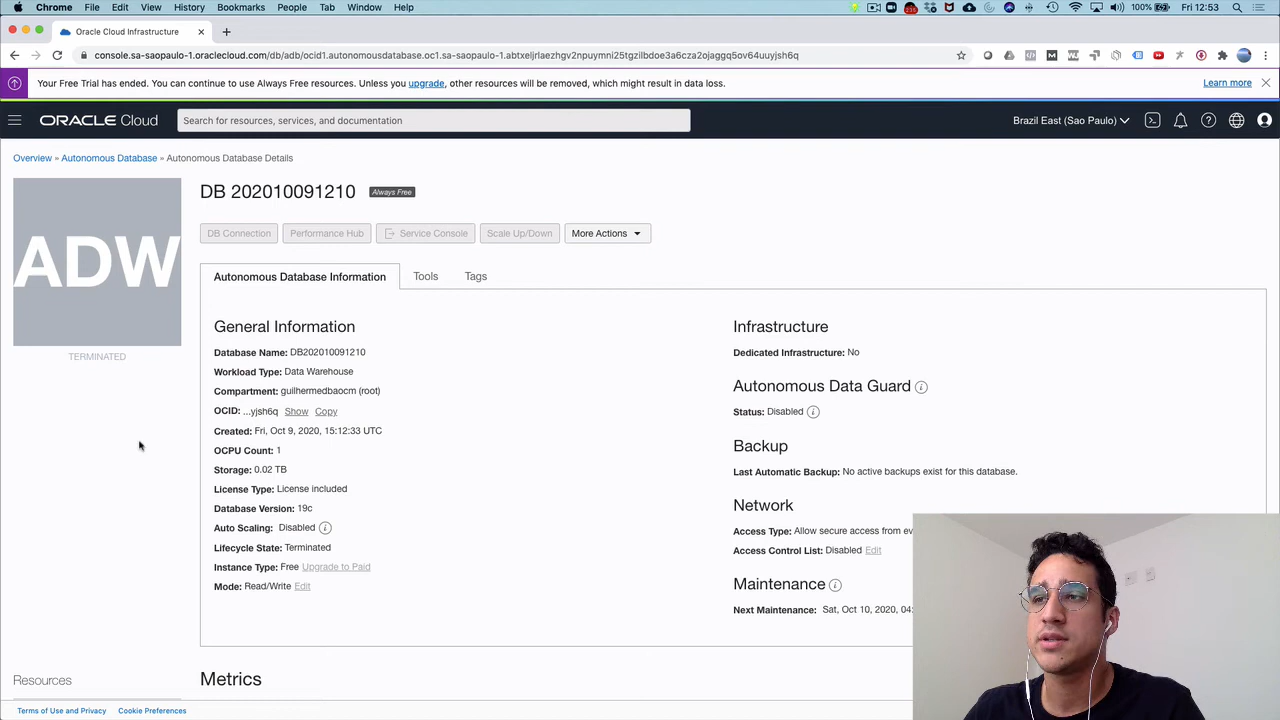 Chrome File Edit View History Bookmarks People Tab Window Help 100% Fri 12:53
Oracle Cloud Infrastructure
console.sa-saopaulo-1.oraclecloud.com/db/adb/ocid1.autonomousdatabase.oc1.sa-saopaulo-1.abtxeljrlaezhgv2npuymni25tgzilbdoe3a6cza2ojaggq5ov64uuyjsh6q
Your Free Trial has ended. You can continue to use Always Free resources. Unless you upgrade, other resources will be removed, which might result in data loss. Learn more
ORACLE Cloud Search for resources, services, and documentation Brazil East (Sao Paulo)
Overview » Autonomous Database » Autonomous Database Details
ADW
TERMINATED
DB 202010091210 Always Free
DB Connection Performance Hub Service Console Scale Up/Down More Actions
Autonomous Database Information Tools Tags
General Information
Database Name: DB202010091210
Workload Type: Data Warehouse
Compartment: guilhermedbaocm (root)
OCID: ...yjsh6q Show Copy
Created: Fri, Oct 9, 2020, 15:12:33 UTC
OCPU Count: 1
Storage: 0.02 TB
License Type: License included
Database Version: 19c
Auto Scaling: Disabled
Lifecycle State: Terminated
Instance Type: Free Upgrade to Paid
Mode: Read/Write Edit
Infrastructure
Dedicated Infrastructure: No
Autonomous Data Guard
Status: Disabled
Backup
Last Automatic Backup: No active backups exist for this database.
Network
Access Type: Allow secure access from ev
Access Control List: Disabled Edit
Maintenance
Next Maintenance: Sat, Oct 10, 2020, 04:
Resources
Metrics
Terms of Use and Privacy Cookie Preferences